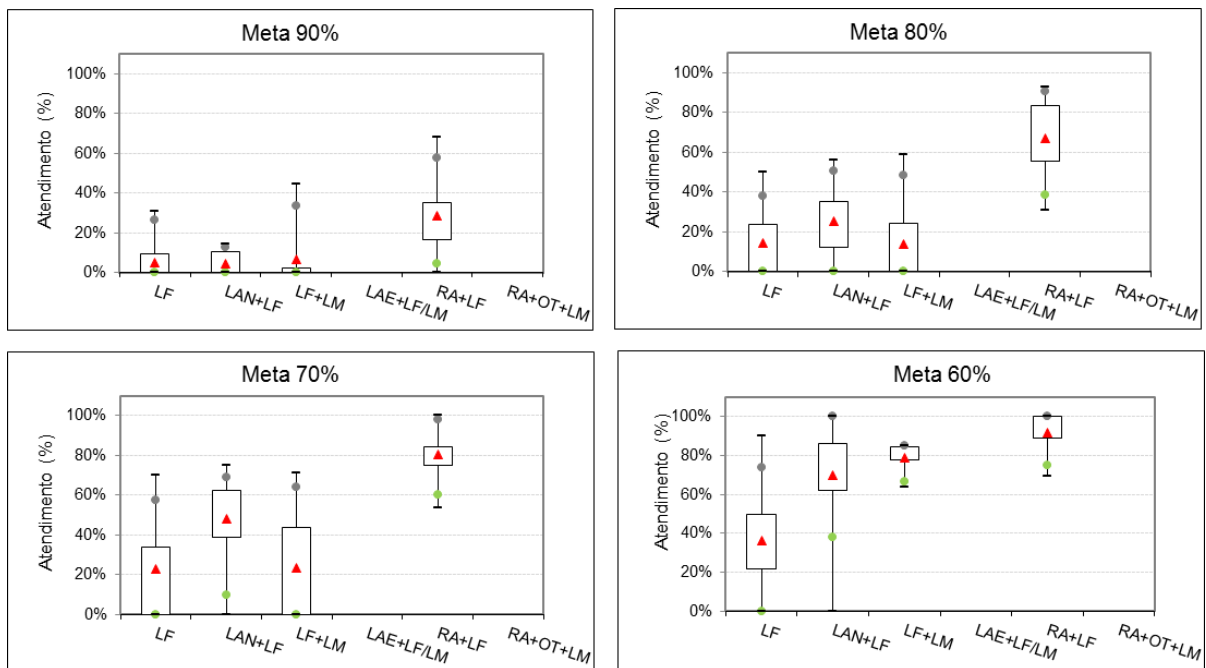 Meta 90%
Atendimento (%)
100%
80%
60%
40%
20%
0%
LF
LAN+LF
LF+LM
LAE+LF/LM
RA+LF
RA+OT+LM
Meta 80%
Atendimento (%)
100%
80%
60%
40%
20%
0%
LF
LAN+LF
LF+LM
LAE+LF/LM
RA+LF
RA+OT+LM
Meta 70%
Atendimento (%)
100%
80%
60%
40%
20%
0%
LF
LAN+LF
LF+LM
LAE+LF/LM
RA+LF
RA+OT+LM
Meta 60%
Atendimento (%)
100%
80%
60%
40%
20%
0%
LF
LAN+LF
LF+LM
LAE+LF/LM
RA+LF
RA+OT+LM